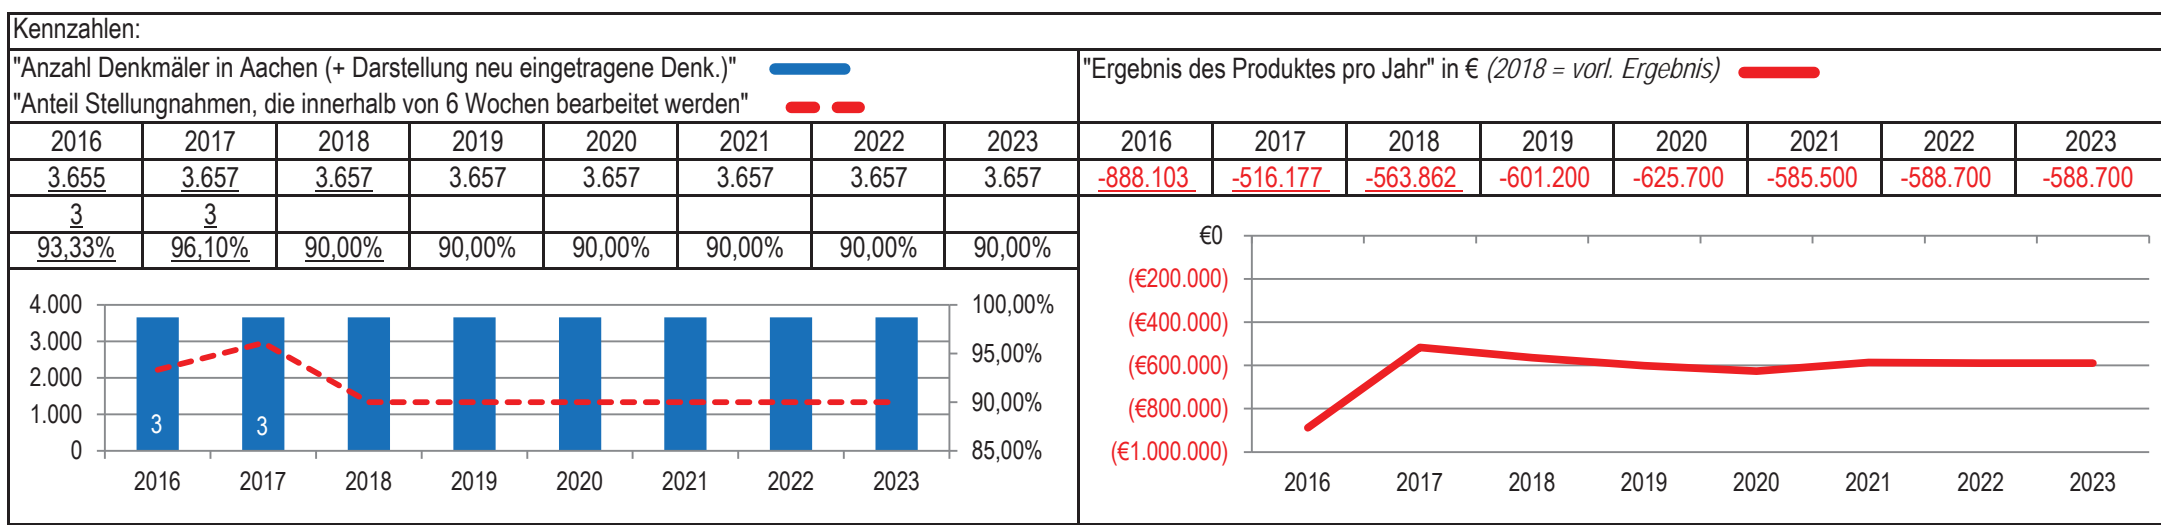 Kennzahlen:
"Anzahl Denkmäler in Aachen (+ Darstellung neu eingetragene Denk.)"
"Anteil Stellungnahmen, die innerhalb von 6 Wochen bearbeitet werden"
2016 2017 2018 2019 2020 2021 2022 2023
3.655 3.657 3.657 3.657 3.657 3.657 3.657 3.657
3 3
93,33% 96,10% 90,00% 90,00% 90,00% 90,00% 90,00% 90,00%
4.000 100,00%
3.000 95,00%
2.000
1.000 90,00%
0 85,00%
3 3
2016 2017 2018 2019 2020 2021 2022 2023
"Ergebnis des Produktes pro Jahr" in € (2018 = vorl. Ergebnis)
2016 2017 2018 2019 2020 2021 2022 2023
-888.103 -516.177 -563.862 -601.200 -625.700 -585.500 -588.700 -588.700
€0
(€200.000)
(€400.000)
(€600.000)
(€800.000)
(€1.000.000)
2016 2017 2018 2019 2020 2021 2022 2023